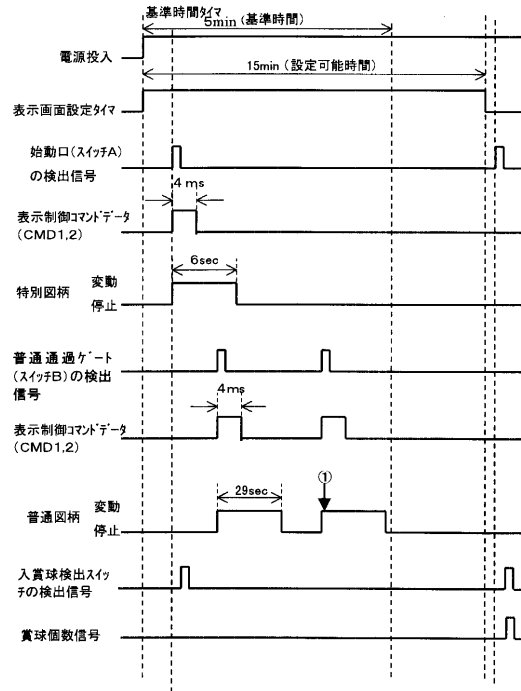 基準時間タイマ
5min (基準時間)
電源投入
15min (設定可能時間)
表示画面設定タイマ
始動口(スイッチA)
の検出信号
4 ms
表示制御コマンドデータ
(CMD1,2)
6sec
特別図柄
変動
停止
普通通過ゲート
(スイッチB)の検出
信号
4ms
表示制御コマンドデータ
(CMD1,2)
①
29sec
普通図柄
変動
停止
入賞球検出スイッ
チの検出信号
賞球個数信号